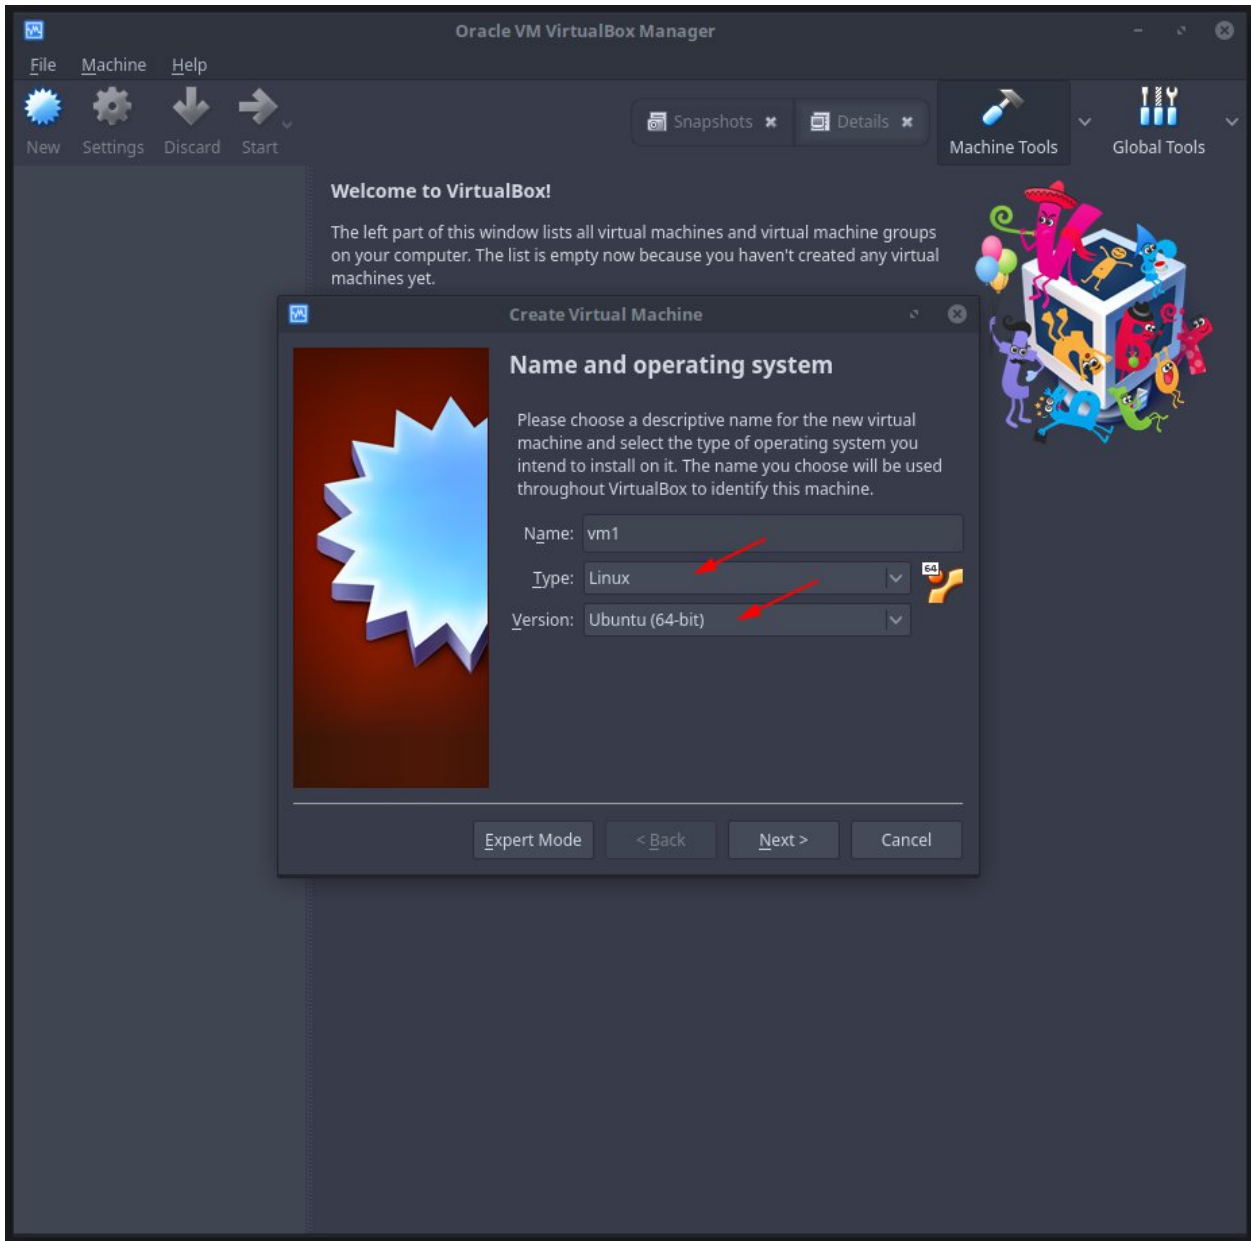 Oracle VM VirtualBox Manager
File Machine Help
New Settings Discard Start
Snapshots Details
Machine Tools Global Tools
Welcome to VirtualBox!
The left part of this window lists all virtual machines and virtual machine groups
on your computer. The list is empty now because you haven't created any virtual
machines yet.
Create Virtual Machine
Name and operating system
Please choose a descriptive name for the new virtual
machine and select the type of operating system you
intend to install on it. The name you choose will be used
throughout VirtualBox to identify this machine.
Name: vm1
Type: Linux
64
Version: Ubuntu (64-bit)
Expert Mode < Back Next > Cancel